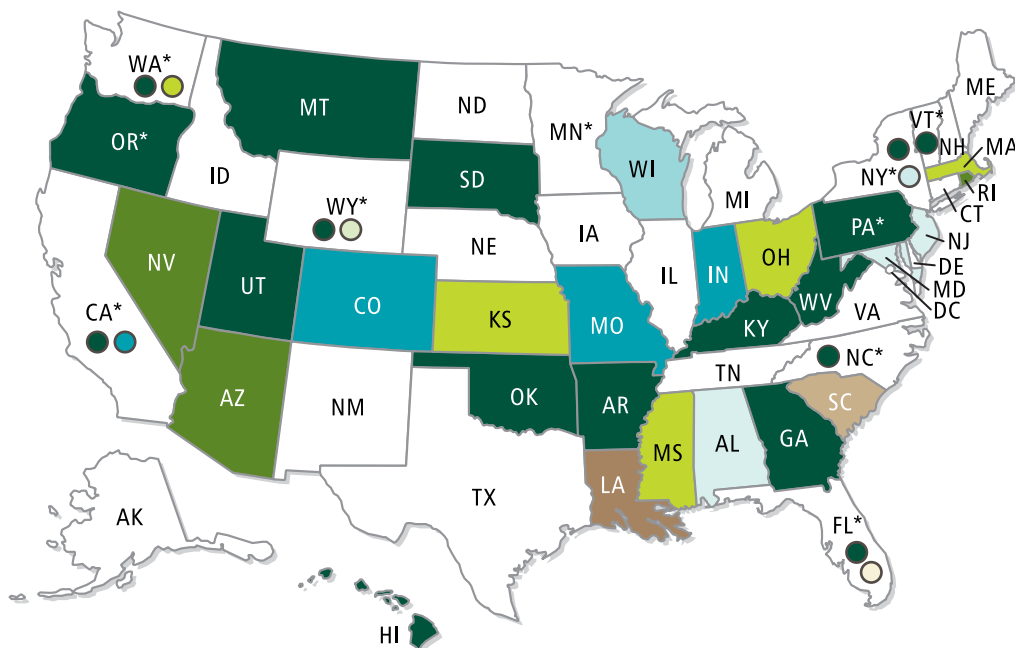 WA*
MT
ND
MN*
ME
VT*
OR*
NH
MA
ID
SD
WI
NY*
RI
WY*
MI
CT
PA*
NJ
NE
IA
NV
OH
DE
UT
IL
IN
MD
CA*
CO
WV
DC
KS
MO
VA
KY
NC*
TN
AZ
OK
AR
SC
NM
GA
AL
MS
LA
TX
AK
FL*
HI